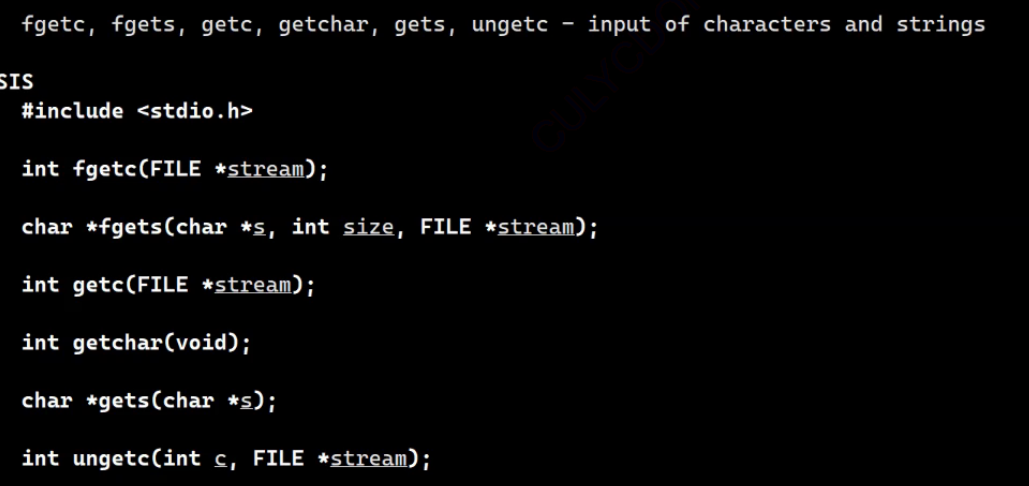 fgetc, fgets, getc, getchar, gets, ungetc - input of characters and strings
SIS
#include <stdio.h>
int fgetc(FILE *stream);
char *fgets(char *s, int size, FILE *stream);
int getc(FILE *stream);
int getchar(void);
char *gets(char *s);
int ungetc(int c, FILE *stream);